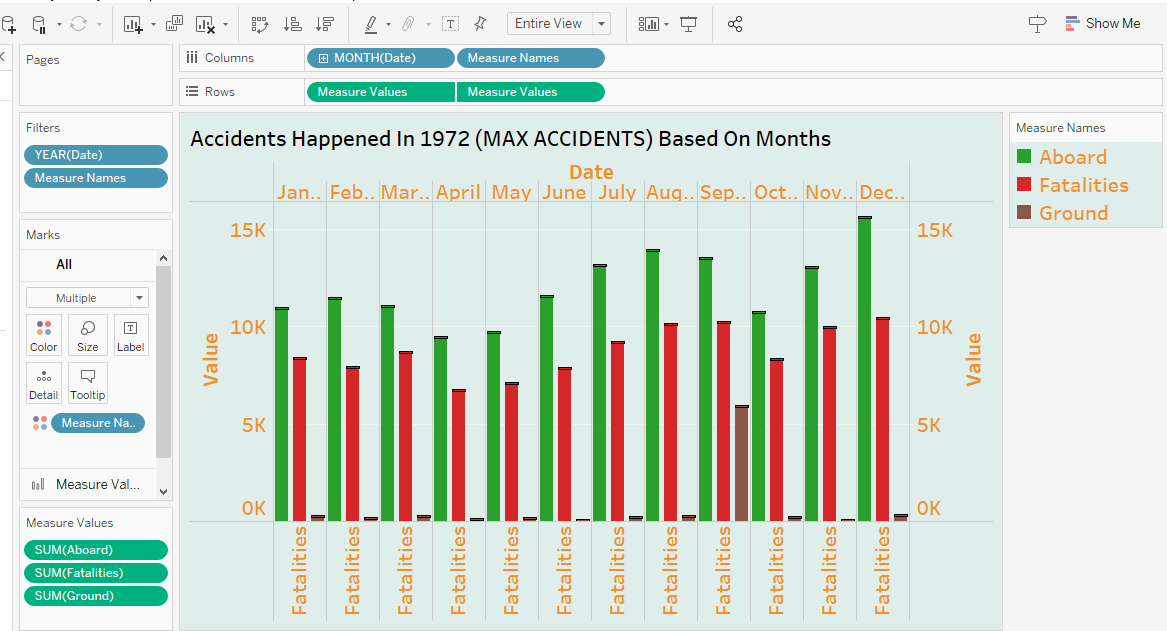 Entire View
Show Me
Pages
Columns
MONTH(Date)
Measure Names
Rows
Measure Values
Measure Values
Filters
YEAR(Date)
Measure Names
Marks
All
Multiple
Color
Size
Label
Detail
Tooltip
Measure Na..
Measure Val...
Measure Values
SUM(Aboard)
SUM(Fatalities)
SUM(Ground)
Accidents Happened In 1972 (MAX ACCIDENTS) Based On Months
Date
Jan.. Feb.. Mar.. April May June July Aug.. Sep.. Oct.. Nov.. Dec..
15K
10K
5K
0K
Value
15K
10K
5K
0K
Value
Fatalities Fatalities Fatalities Fatalities Fatalities Fatalities Fatalities Fatalities Fatalities Fatalities Fatalities Fatalities
Measure Names
Aboard
Fatalities
Ground